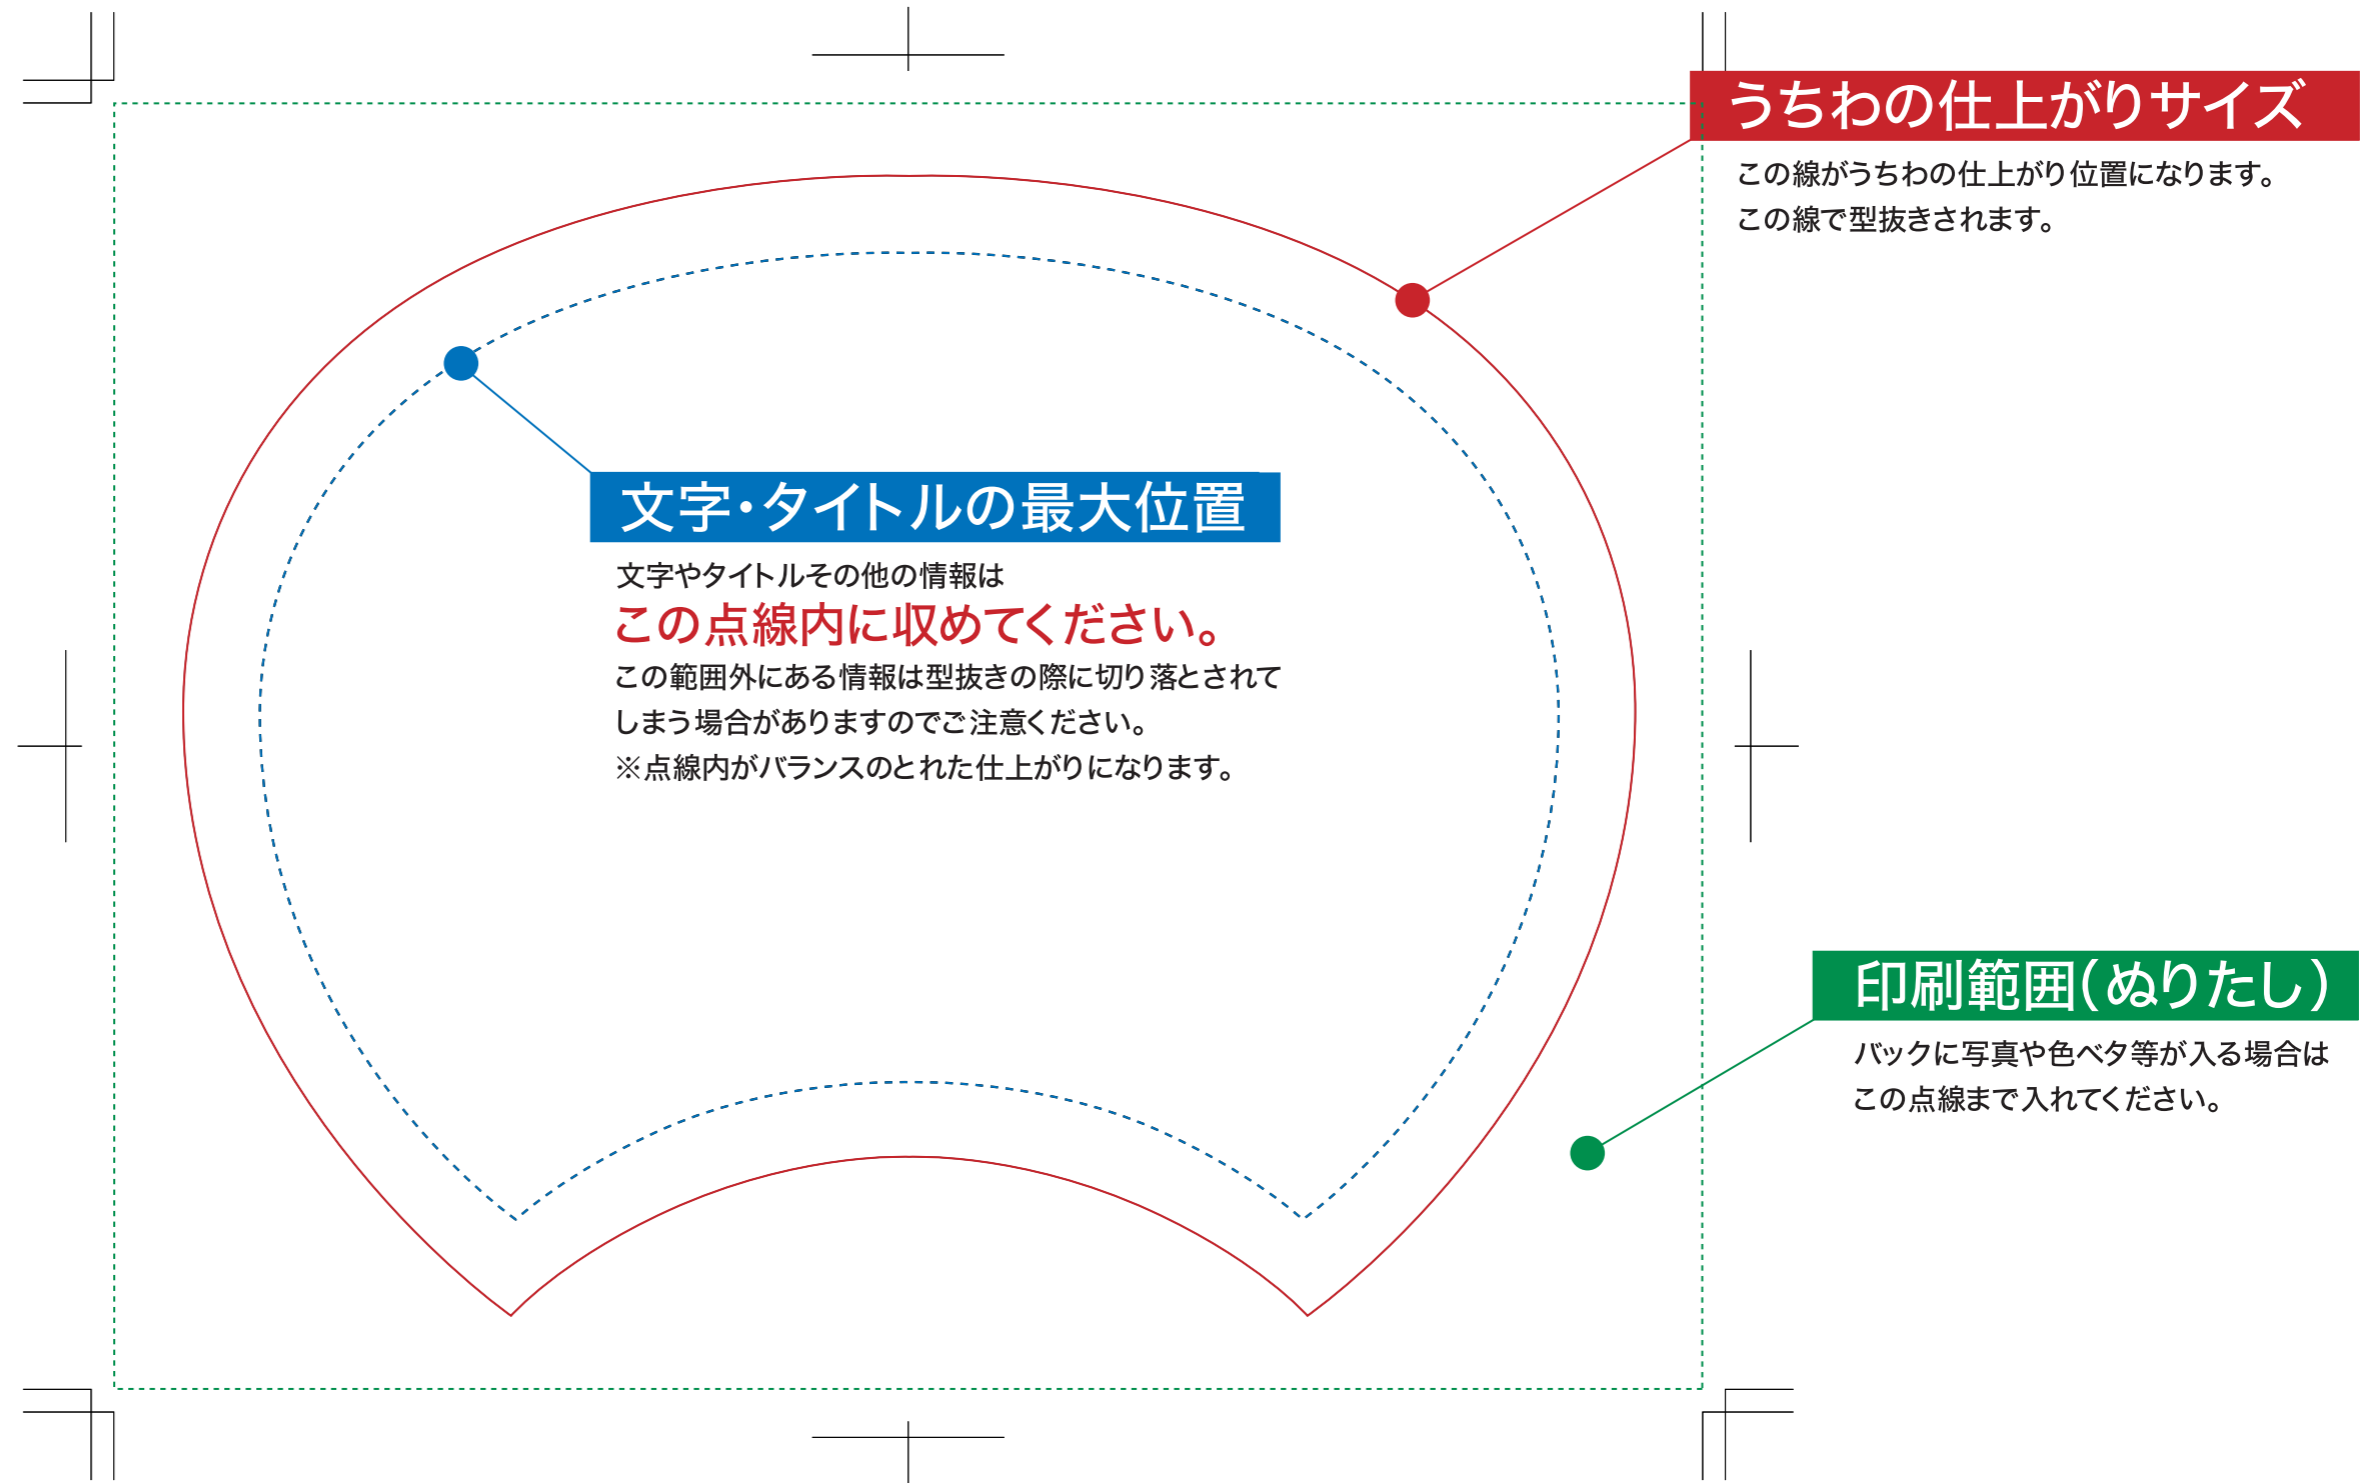 うちわの仕上がりサイズ
この線がうちわの仕上がり位置になります。
この線で型抜きされます。
文字・タイトルの最大位置
文字やタイトルその他の情報は
この点線内に収めてください。
この範囲外にある情報は型抜きの際に切り落とされて
しまう場合がありますのでご注意ください。
※点線内がバランスのとれた仕上がりになります。
印刷範囲(ぬりたし)
バックに写真や色ベタ等が入る場合は
この点線まで入れてください。